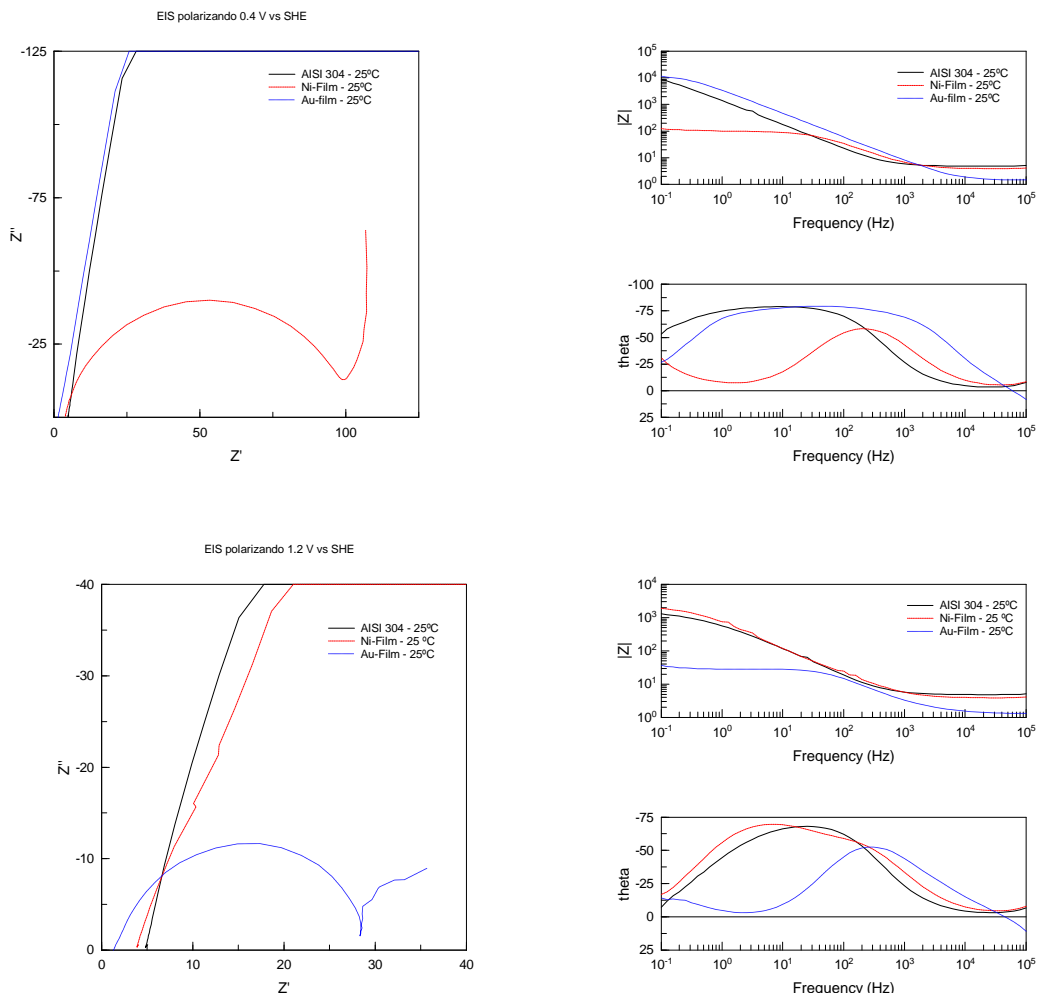 EIS polarizando 0.4 V vs SHE
-125
-75
-25
Z''
0
50
100
Z'
AISI 304 - 25ºC
Ni-Film - 25ºC
Au-film - 25ºC
10^5
10^4
10^3
10^2
10^1
10^0
|Z|
AISI 304 - 25ºC
Ni-Film - 25ºC
Au-film - 25ºC
10^-1
10^0
10^1
10^2
10^3
10^4
10^5
Frequency (Hz)
-100
-75
-50
-25
0
25
theta
10^-1
10^0
10^1
10^2
10^3
10^4
10^5
Frequency (Hz)
EIS polarizando 1.2 V vs SHE
-40
-30
-20
-10
0
Z''
0
10
20
30
40
Z'
AISI 304 - 25ºC
Ni-Film - 25 ºC
Au-Film - 25ºC
10^4
10^3
10^2
10^1
10^0
|Z|
AISI 304 - 25ºC
Ni-Film - 25 ºC
Au-Film - 25ºC
10^-1
10^0
10^1
10^2
10^3
10^4
10^5
Frequency (Hz)
-75
-50
-25
0
25
theta
10^-1
10^0
10^1
10^2
10^3
10^4
10^5
Frequency (Hz)